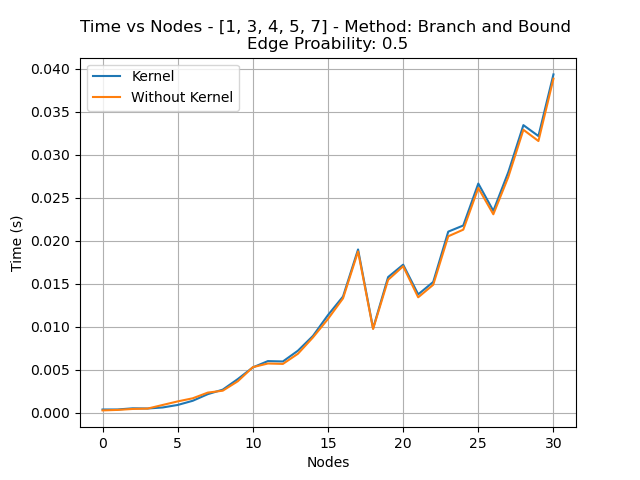 Time vs Nodes - [1, 3, 4, 5, 7] - Method: Branch and Bound
Edge Proability: 0.5
Kernel
Without Kernel
Time (s)
0.040
0.035
0.030
0.025
0.020
0.015
0.010
0.005
0.000
0 5 10 15 20 25 30
Nodes